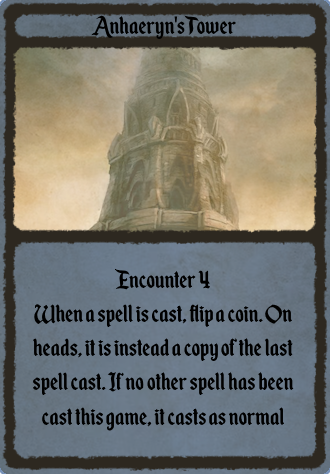 Anhaeryn's Tower
Encounter 4
When a spell is cast, flip a coin. On
heads, it is instead a copy of the last
spell cast. If no other spell has been
cast this game, it casts as normal